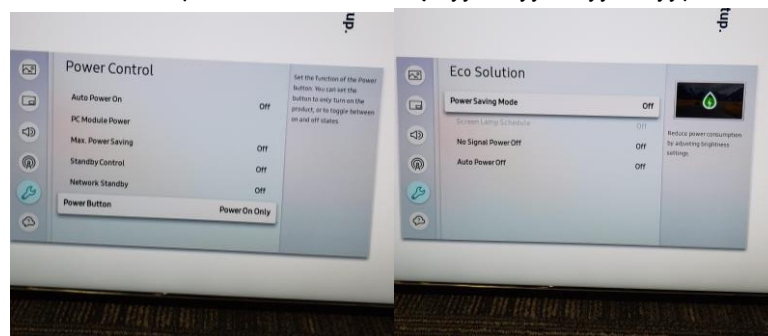 tup.
Power Control
Auto Power On Off
PC Module Power
Max. Power Saving Off
Standby Control Off
Network Standby Off
Power Button Power On Only
Set the function of the Power
button. You can set the
button to only turn on the
product, or to toggle between
on and off states.
tup.
Eco Solution
Power Saving Mode Off
Screen Lamp Schedule Off
No Signal Power Off Off
Auto Power Off Off
Reduce power consumption
by adjusting brightness
settings.